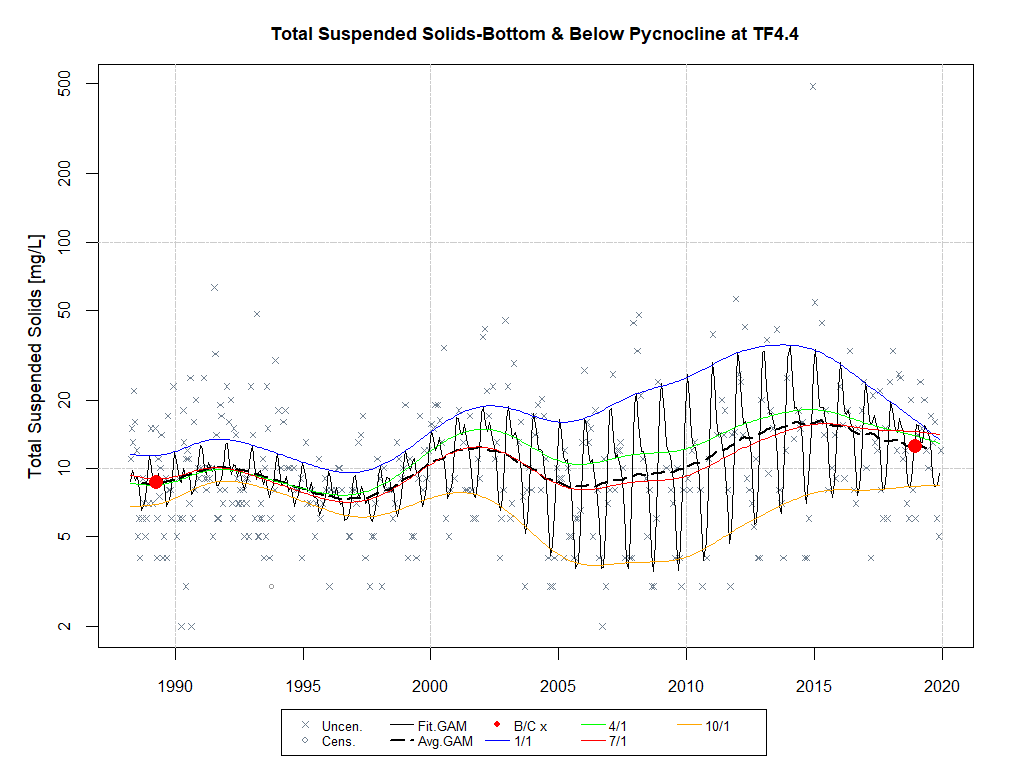 Total Suspended Solids-Bottom & Below Pycnocline at TF4.4
Total Suspended Solids [mg/L]
500
200
100
50
20
10
5
2
1990 1995 2000 2005 2010 2015 2020
Uncen. Fit.GAM B/C x 4/1 10/1
Cens. Avg.GAM 1/1 7/1